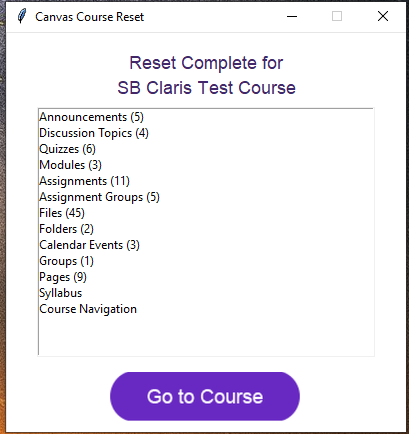 Canvas Course Reset
Reset Complete for
SB Claris Test Course
Announcements (5)
Discussion Topics (4)
Quizzes (6)
Modules (3)
Assignments (11)
Assignment Groups (5)
Files (45)
Folders (2)
Calendar Events (3)
Groups (1)
Pages (9)
Syllabus
Course Navigation
Go to Course